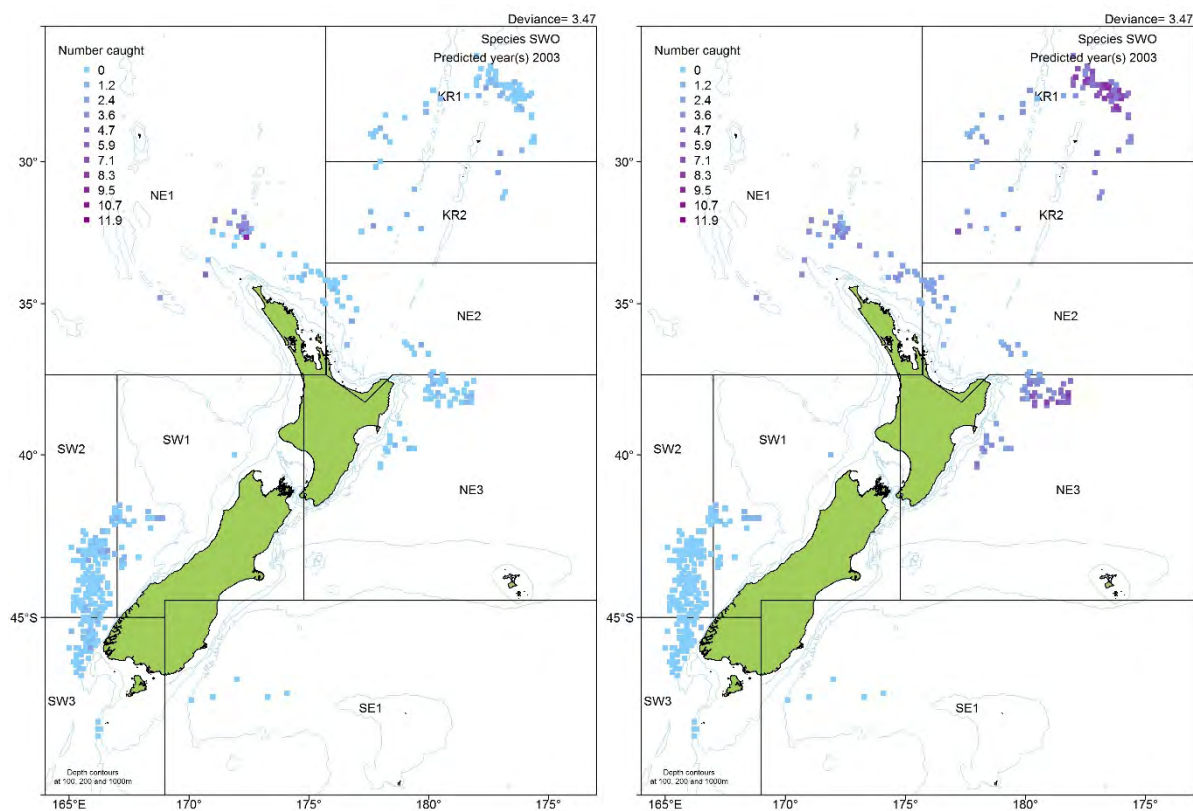 Deviance= 3.47
Number caught
Species SWO
Predicted year(s) 2003
0
1.2
2.4
3.6
4.7
5.9
7.1
8.3
9.5
10.7
11.9
KR1
30°
NE1
KR2
35°
NE2
SW2
SW1
40°
NE3
45°S
SW3
SE1
Depth contours
at 100, 200 and 1000m
165°E
170°
175°
180°
175°
Deviance= 3.47
Number caught
Species SWO
Predicted year(s) 2003
0
1.2
2.4
3.6
4.7
5.9
7.1
8.3
9.5
10.7
11.9
KR1
30°
NE1
KR2
35°
NE2
SW2
SW1
40°
NE3
45°S
SW3
SE1
Depth contours
at 100, 200 and 1000m
165°E
170°
175°
180°
175°